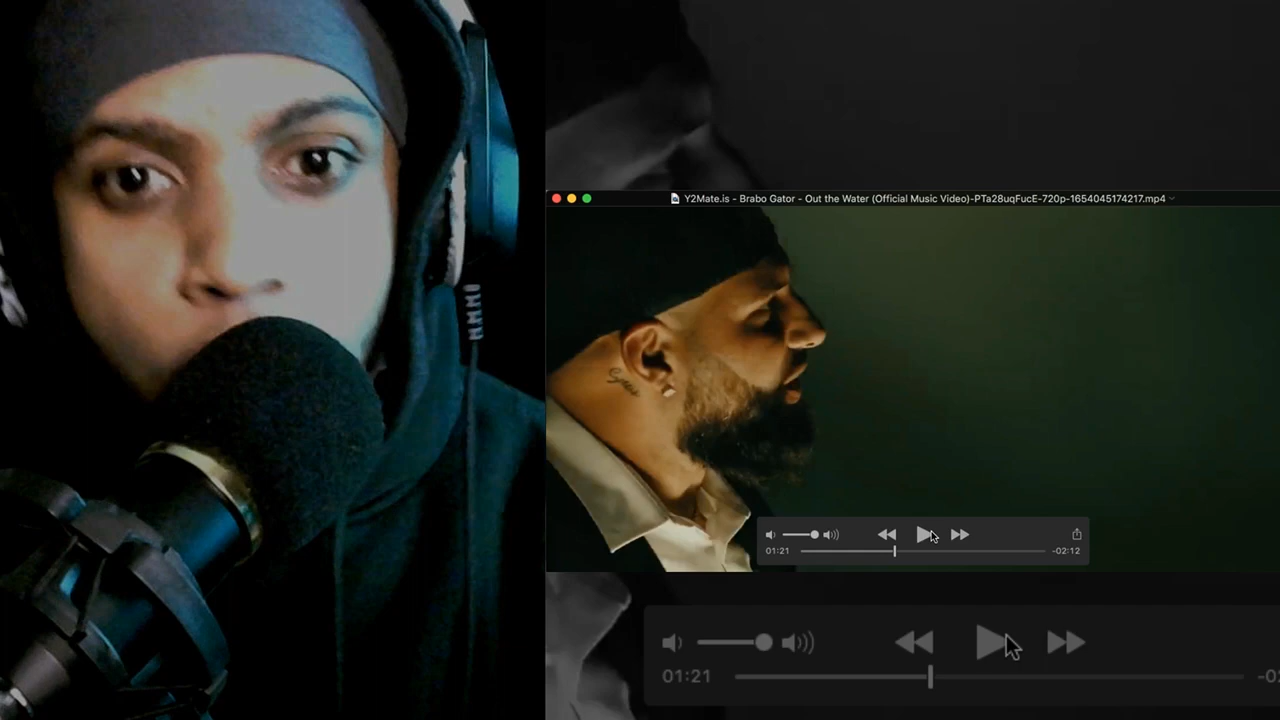 Y2Mate.is - Brabo Gator - Out the Water (Official Music Video)-PTa28uqFucE-720p-1654045174217.mp4
01:21
-02:12
01:21